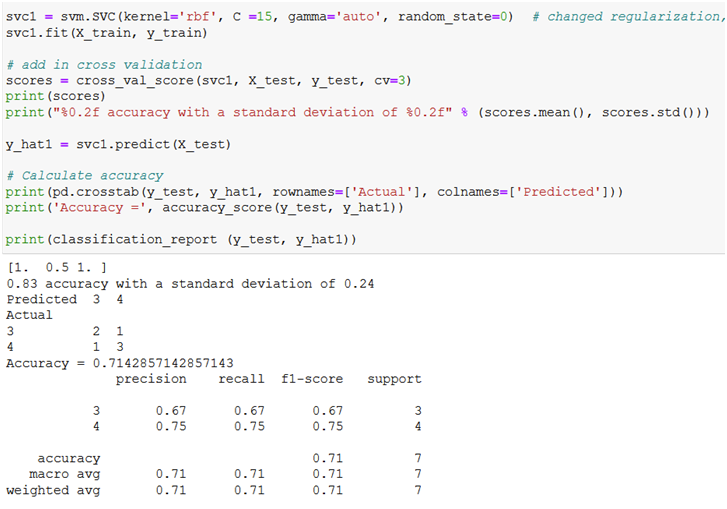 svc1 = svm.SVC(kernel='rbf', C =15, gamma='auto', random_state=0)  # changed regularization,
svc1.fit(X_train, y_train)

# add in cross validation
scores = cross_val_score(svc1, X_test, y_test, cv=3)
print(scores)
print("%0.2f accuracy with a standard deviation of %0.2f" % (scores.mean(), scores.std()))

y_hat1 = svc1.predict(X_test)

# Calculate accuracy
print(pd.crosstab(y_test, y_hat1, rownames=['Actual'], colnames=['Predicted']))
print('Accuracy =', accuracy_score(y_test, y_hat1))

print(classification_report (y_test, y_hat1))
[1.  0.5 1. ]
0.83 accuracy with a standard deviation of 0.24
Predicted  3  4
Actual
3          2  1
4          1  3
Accuracy = 0.7142857142857143
              precision    recall  f1-score   support

           3       0.67      0.67      0.67         3
           4       0.75      0.75      0.75         4

    accuracy                           0.71         7
   macro avg       0.71      0.71      0.71         7
weighted avg       0.71      0.71      0.71         7